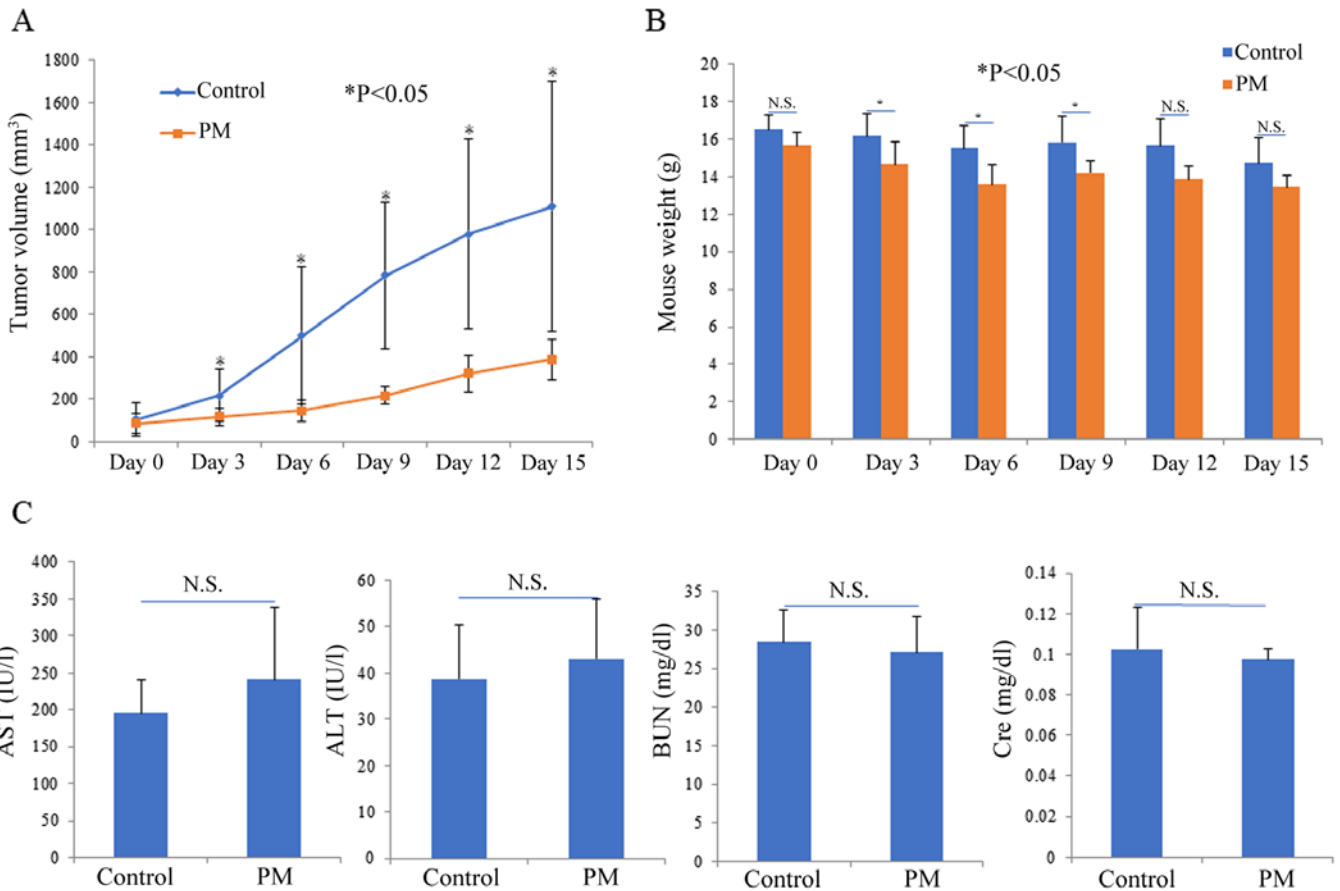 A
Tumor volume (mm³)
1800
1600
1400
1200
1000
800
600
400
200
0
Control
PM
*P<0.05
*
*
*
*
*
Day 0 Day 3 Day 6 Day 9 Day 12 Day 15
B
Mouse weight (g)
20
18
16
14
12
10
8
6
4
2
0
Control
PM
*P<0.05
N.S. * * * N.S. N.S.
Day 0 Day 3 Day 6 Day 9 Day 12 Day 15
C
AST (IU/l)
400
350
300
250
200
150
100
50
0
N.S.
Control PM
ALT (IU/l)
60
50
40
30
20
10
0
N.S.
Control PM
BUN (mg/dl)
35
30
25
20
15
10
5
0
N.S.
Control PM
Cre (mg/dl)
0.14
0.12
0.1
0.08
0.06
0.04
0.02
0
N.S.
Control PM